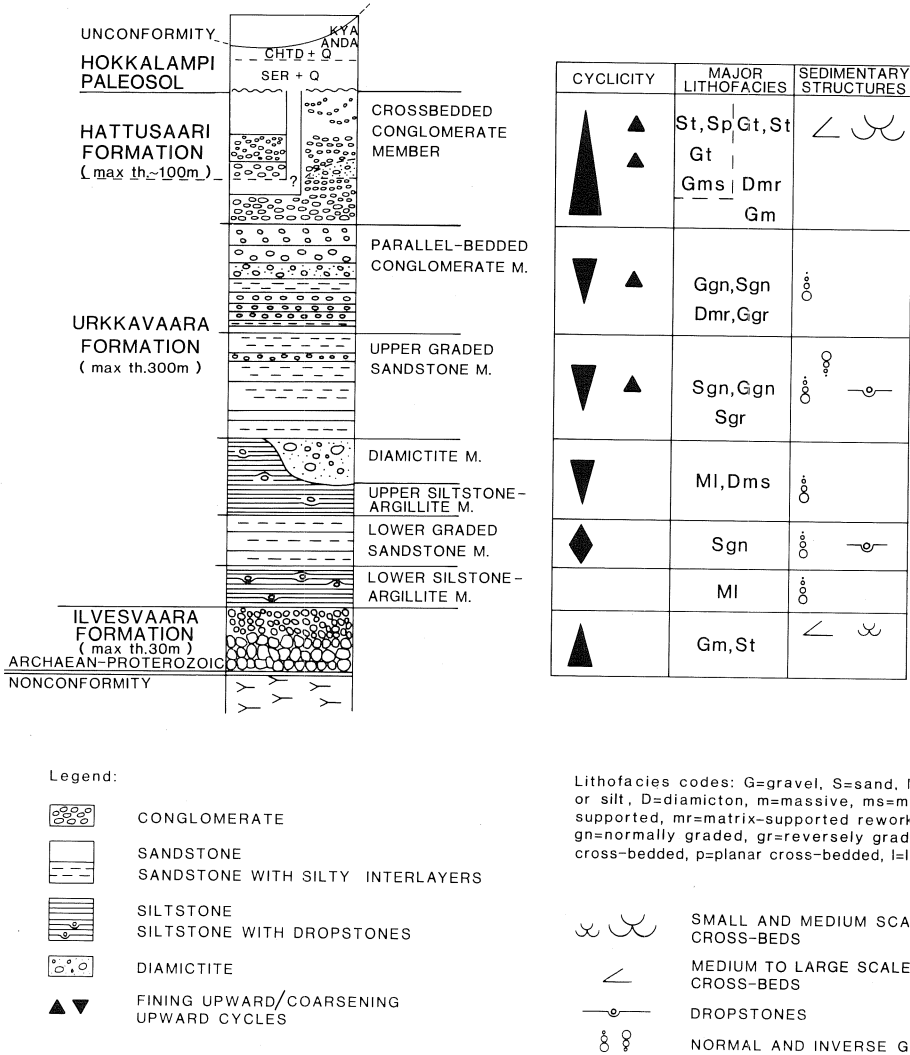 UNCONFORMITY
KYA
ANDA
CHTD + Q
HOKKALAMPI
PALEOSOL
SER + Q
HATTUSAARI
FORMATION
( max th.~100m )
?
CROSSBEDDED
CONGLOMERATE
MEMBER
PARALLEL-BEDDED
CONGLOMERATE M.
URKKAVAARA
FORMATION
( max th.300m )
UPPER GRADED
SANDSTONE M.
DIAMICTITE M.
UPPER SILTSTONE-
ARGILLITE M.
LOWER GRADED
SANDSTONE M.
LOWER SILSTONE-
ARGILLITE M.
ILVESVAARA
FORMATION
( max th.30m )
ARCHAEAN-PROTEROZOIC
NONCONFORMITY
CYCLICITY
MAJOR
LITHOFACIES
SEDIMENTARY
STRUCTURES
St,Sp Gt,St
Gt
Gms Dmr
Gm
Ggn,Sgn
Dmr,Ggr
Sgn,Ggn
Sgr
Ml,Dms
Sgn
Ml
Gm,St
Legend:
CONGLOMERATE
SANDSTONE
SANDSTONE WITH SILTY INTERLAYERS
SILTSTONE
SILTSTONE WITH DROPSTONES
DIAMICTITE
FINING UPWARD/COARSENING
UPWARD CYCLES
Lithofacies codes: G=gravel, S=sand,
or silt, D=diamicton, m=massive, ms=m
supported, mr=matrix-supported rework
gn=normally graded, gr=reversely grad
cross-bedded, p=planar cross-bedded, l=l
SMALL AND MEDIUM SCA
CROSS-BEDS
MEDIUM TO LARGE SCALE
CROSS-BEDS
DROPSTONES
NORMAL AND INVERSE G